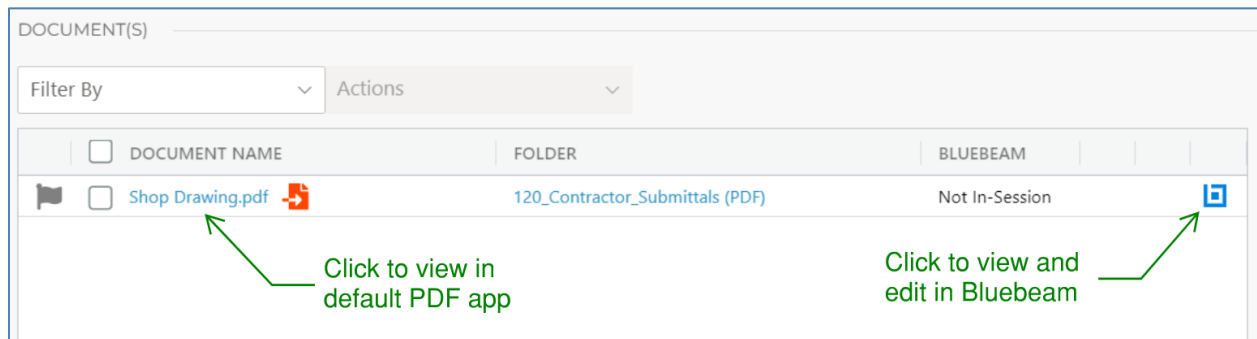 DOCUMENT(S)
Filter By
Actions
DOCUMENT NAME FOLDER BLUEBEAM
Shop Drawing.pdf 120_Contractor_Submittals (PDF) Not In-Session
Click to view in
default PDF app
Click to view and
edit in Bluebeam